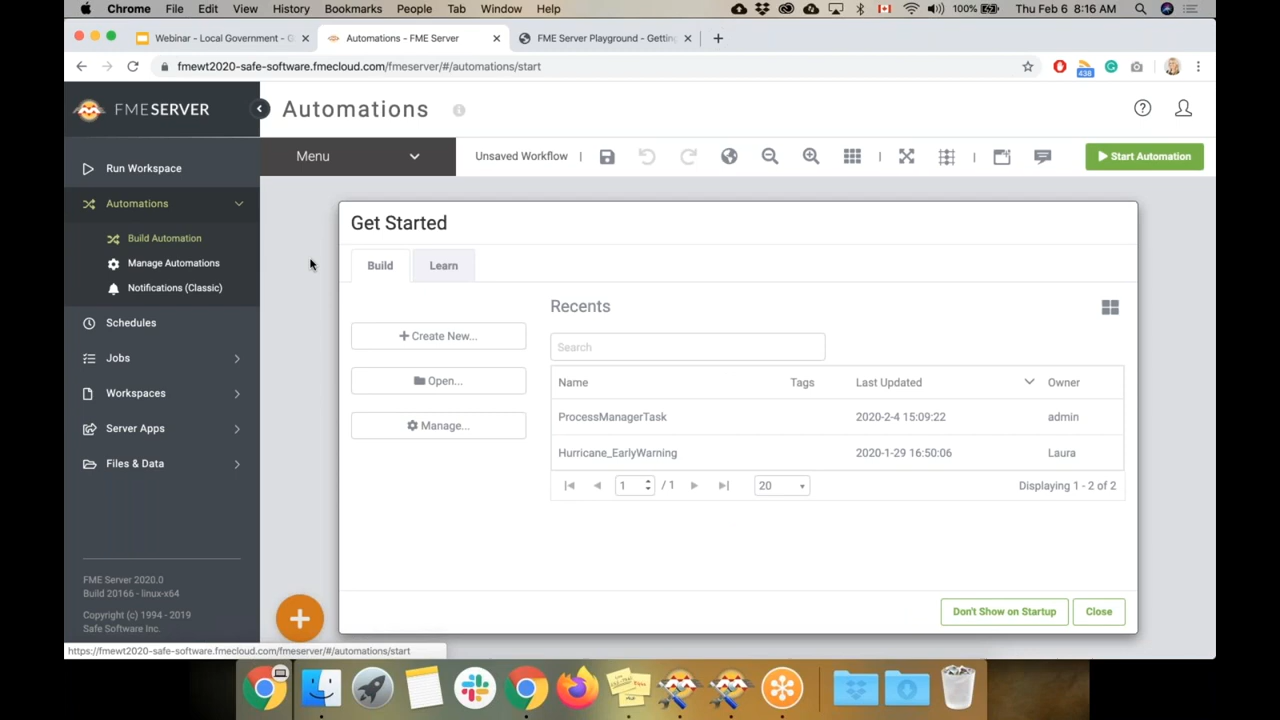 Chrome File Edit View History Bookmarks People Tab Window Help 100% Thu Feb 6 8:16 AM
Webinar - Local Government - Automations - FME Server FME Server Playground - Getting
fmewt2020-safe-software.fmecloud.com/fmeserver/#/automations/start 438
FMESERVER
Automations
Menu
Unsaved Workflow
Start Automation
Run Workspace
Automations
Build Automation
Manage Automations
Notifications (Classic)
Schedules
Jobs
Workspaces
Server Apps
Files & Data
FME Server 2020.0
Build 20166 - linux-x64
Copyright (c) 1994 - 2019
Safe Software Inc.
Get Started
Build Learn
+ Create New...
Open...
Manage...
Recents
Search
Name Tags Last Updated Owner
ProcessManagerTask 2020-2-4 15:09:22 admin
Hurricane_EarlyWarning 2020-1-29 16:50:06 Laura
1 / 1 20 Displaying 1 - 2 of 2
Don't Show on Startup Close
https://fmewt2020-safe-software.fmecloud.com/fmeserver/#/automations/start